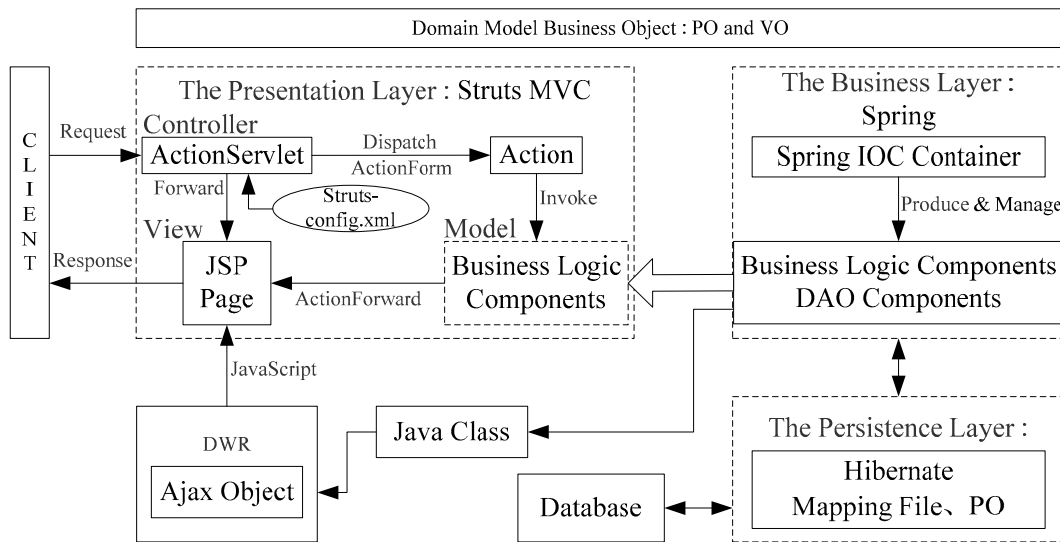 Domain Model Business Object : PO and VO
CLIENT
The Presentation Layer : Struts MVC
Controller
Request
ActionServlet
Dispatch
ActionForm
Action
Forward
Struts-
config.xml
Invoke
View
Model
Response
JSP
Page
ActionForward
Business Logic
Components
JavaScript
DWR
Ajax Object
Java Class
Database
The Business Layer :
Spring
Spring IOC Container
Produce & Manage
Business Logic Components
DAO Components
The Persistence Layer :
Hibernate
Mapping File、PO